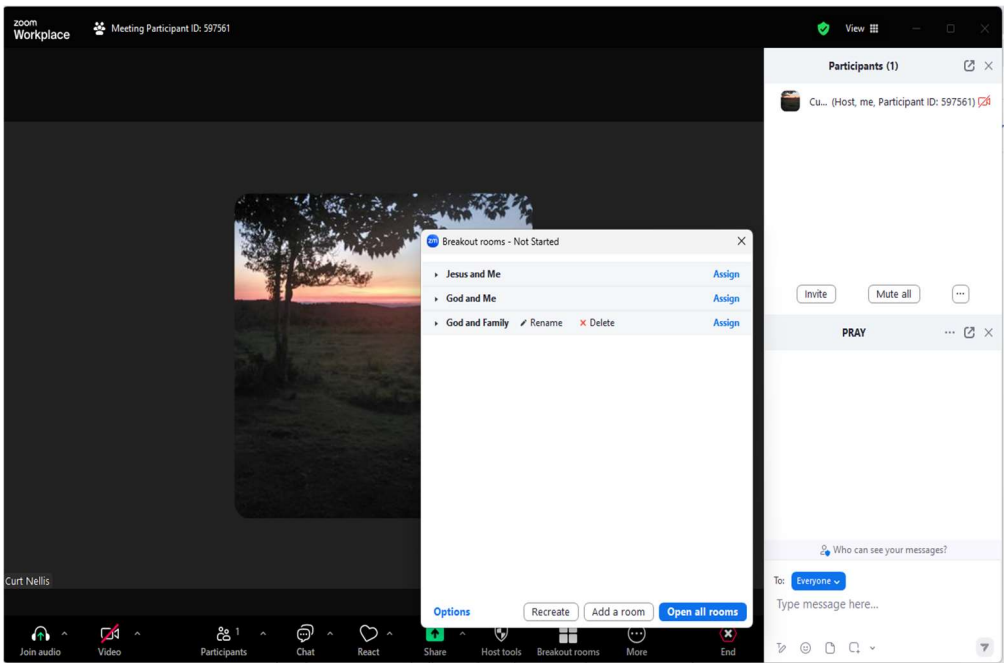 zoom
Workplace
Meeting Participant ID: 597561
View
Participants (1)
Cu... (Host, me, Participant ID: 597561)
Breakout rooms - Not Started
Jesus and Me Assign
God and Me Assign
God and Family Rename Delete Assign
Invite Mute all ...
PRAY ...
Who can see your messages?
To: Everyone
Type message here...
Curt Nellis
Options Recreate Add a room Open all rooms
1
Join audio Video Participants Chat React Share Host tools Breakout rooms More End